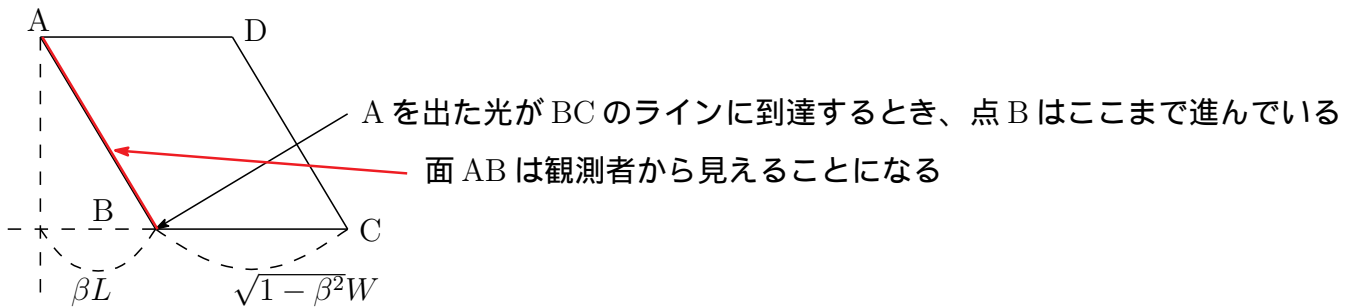 A
D
A を出た光が BC のラインに到達するとき、点 B はここまで進んでいる
面 AB は観測者から見えることになる
B
C
βL
√1 − β²W